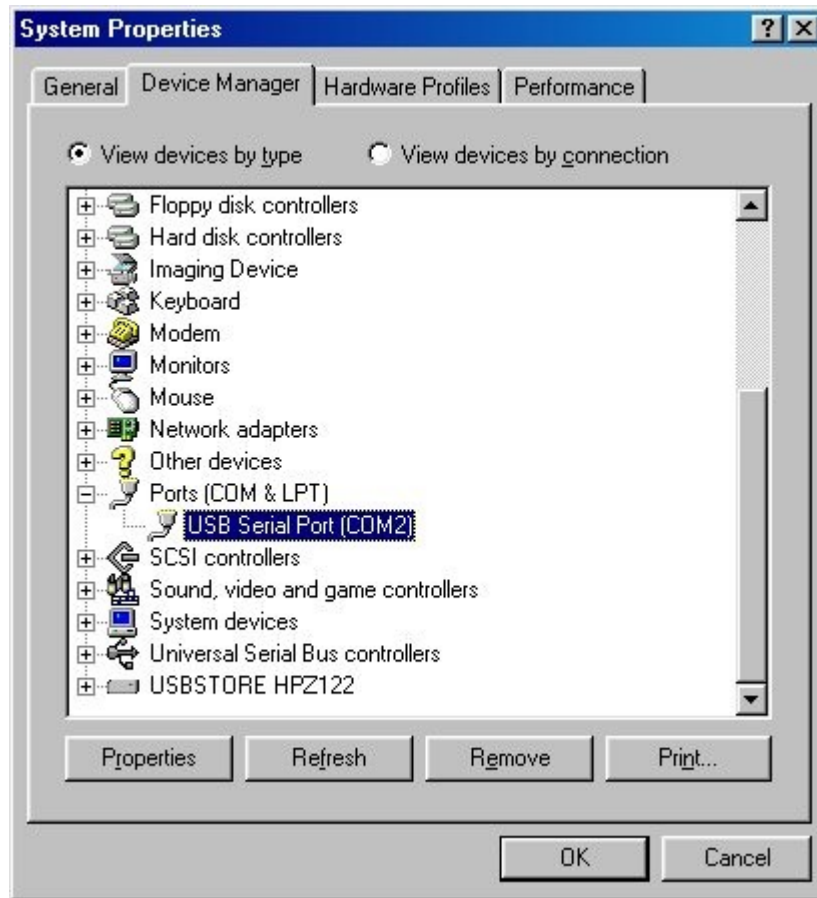 System Properties
General Device Manager Hardware Profiles Performance
View devices by type View devices by connection
Floppy disk controllers
Hard disk controllers
Imaging Device
Keyboard
Modem
Monitors
Mouse
Network adapters
Other devices
Ports (COM & LPT)
USB Serial Port (COM2)
SCSI controllers
Sound, video and game controllers
System devices
Universal Serial Bus controllers
USBSTORE HPZ122
Properties Refresh Remove Print...
OK Cancel